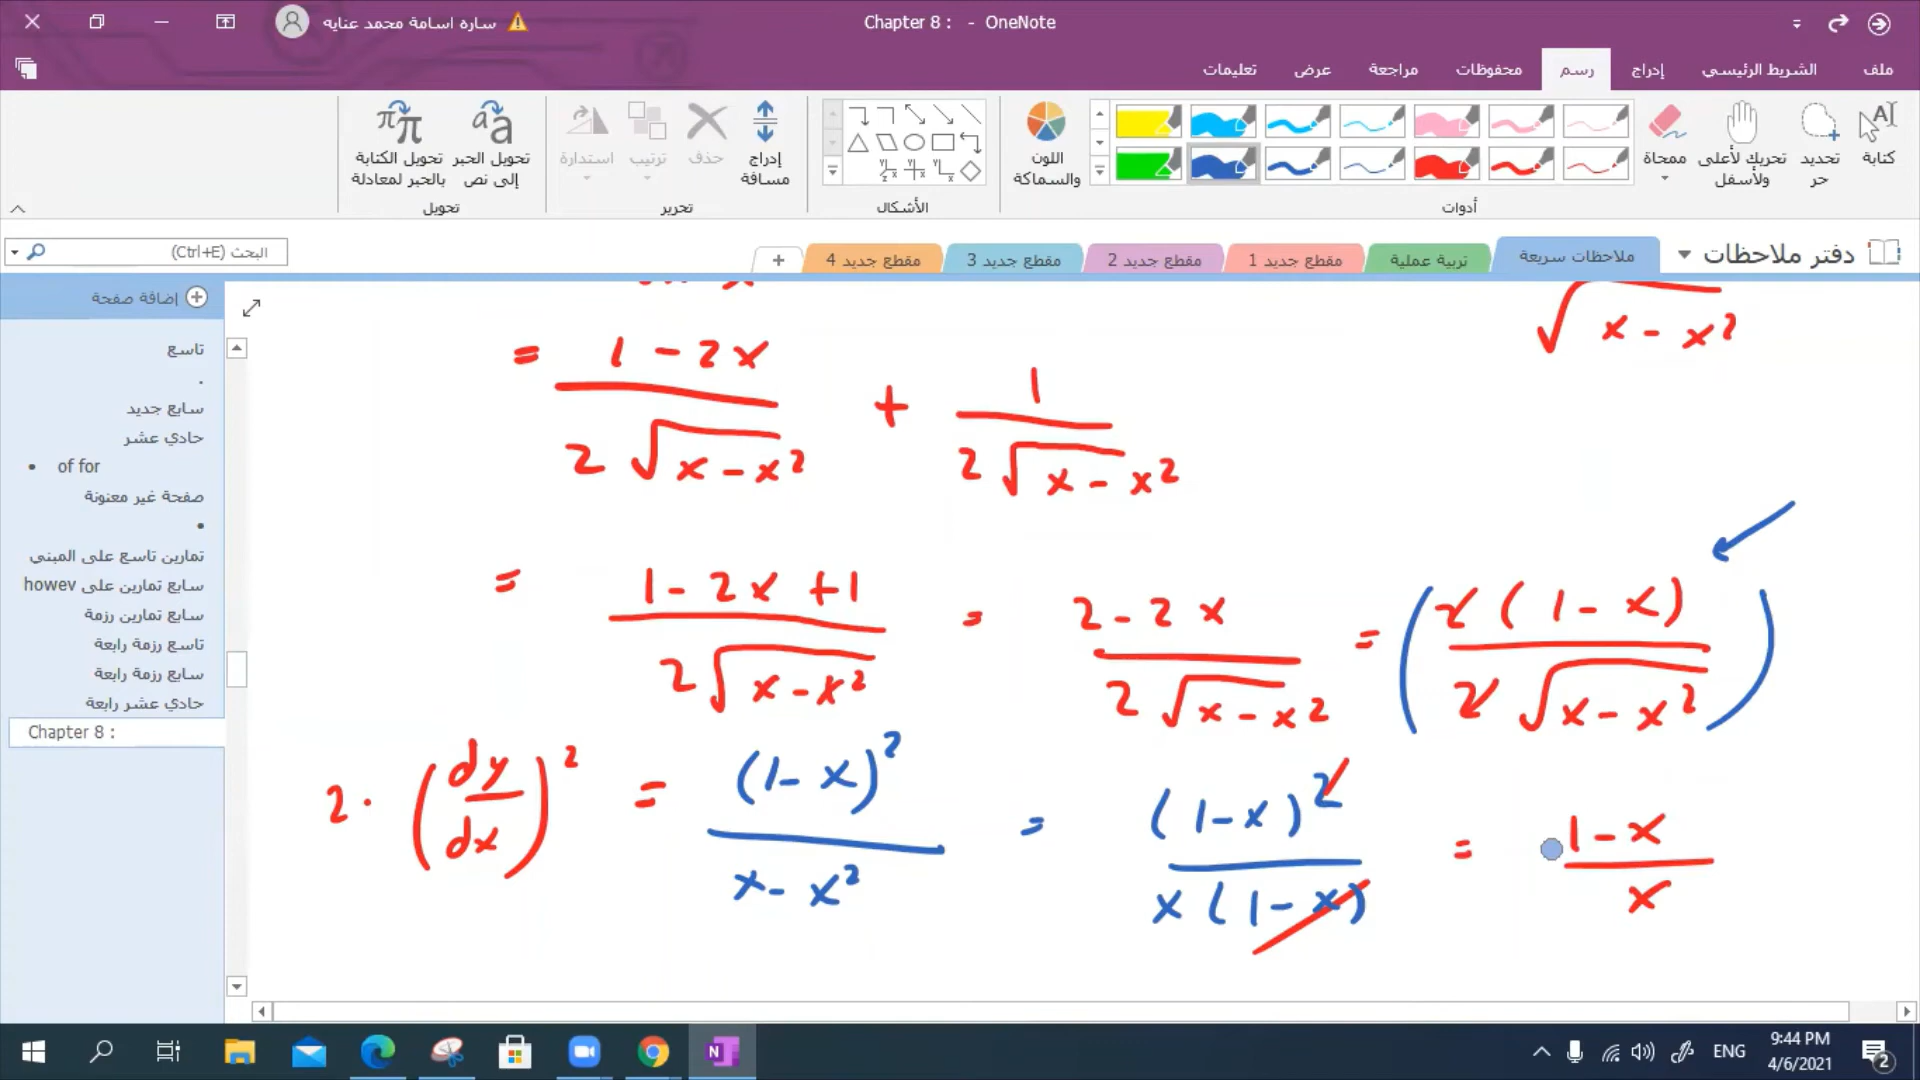 ساره اسامة محمد عنايه
Chapter 8 : - OneNote
ملف الشريط الرئيسي إدراج رسم محفوظات مراجعة عرض تعليمات
كتابة
تحديد حر
تحريك لأعلى ولأسفل
ممحاة
أدوات
اللون والسماكة
الأشكال
إدراج مسافة
حذف
ترتيب
استدارة
تحرير
تحويل الحبر إلى نص
تحويل الكتابة بالحبر لمعادلة
تحويل
دفتر ملاحظات
ملاحظات سريعة
تربية عملية
مقطع جديد 1
مقطع جديد 2
مقطع جديد 3
مقطع جديد 4
+
البحث (Ctrl+E)
إضافة صفحة
تاسع
.
سابع جديد
حادي عشر
• of for
صفحة غير معنونة
•
تمارين تاسع على المبني
سابع تمارين على howev
سابع تمارين رزمة
تاسع رزمة رابعة
سابع رزمة رابعة
حادي عشر رابعة
Chapter 8 :
√(x - x²)
= (1 - 2x) / (2√(x - x²)) + 1 / (2√(x - x²))
= (1 - 2x + 1) / (2√(x - x²)) = (2 - 2x) / (2√(x - x²)) = (2(1 - x) / (2√(x - x²)))
2. (dy/dx)² = (1 - x)² / (x - x²) = (1 - x)² / (x(1 - x)) = (1 - x) / x
ENG
9:44 PM
4/6/2021
2